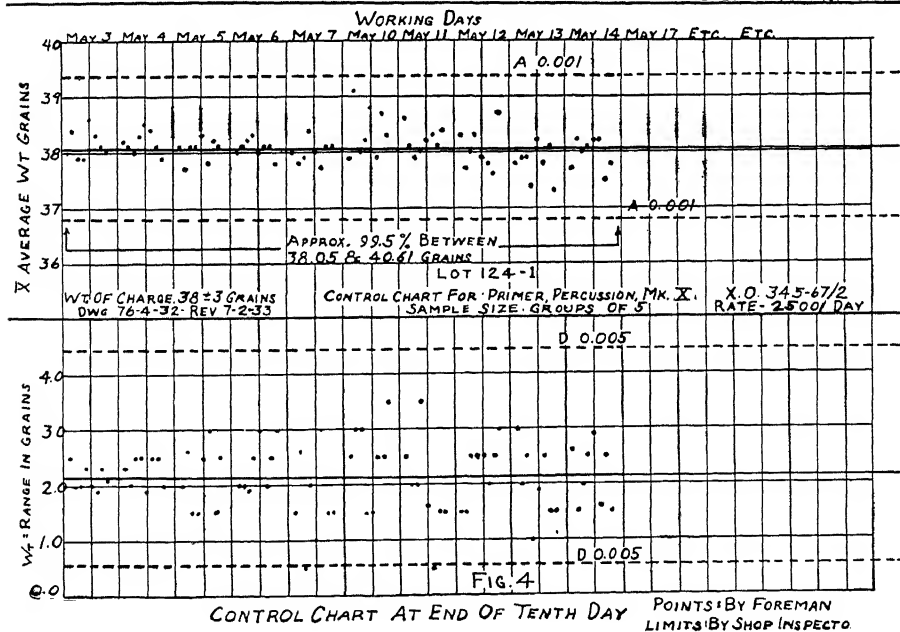 WORKING DAYS
MAY 3 MAY 4 MAY 5 MAY 6 MAY 7 MAY 10 MAY 11 MAY 12 MAY 13 MAY 14 MAY 17 ETC. ETC.
40
A 0.001
39
38
37
A 0.001
36
X̄ AVERAGE WT GRAINS
APPROX. 99.5% BETWEEN
38.05 & 40.61 GRAINS
LOT 124-1
WT OF CHARGE. 38 ±3 GRAINS
DWG 76-4-32. REV 7-2-33
CONTROL CHART FOR PRIMER, PERCUSSION, MK. X.
SAMPLE SIZE. GROUPS OF 5
X.O. 345-67/2
RATE - 2500/ DAY
D 0.005
4.0
3.0
2.0
1.0
0.0
RANGE IN GRAINS
D 0.005
FIG. 4
CONTROL CHART AT END OF TENTH DAY
POINTS: BY FOREMAN
LIMITS: BY SHOP INSPECTO